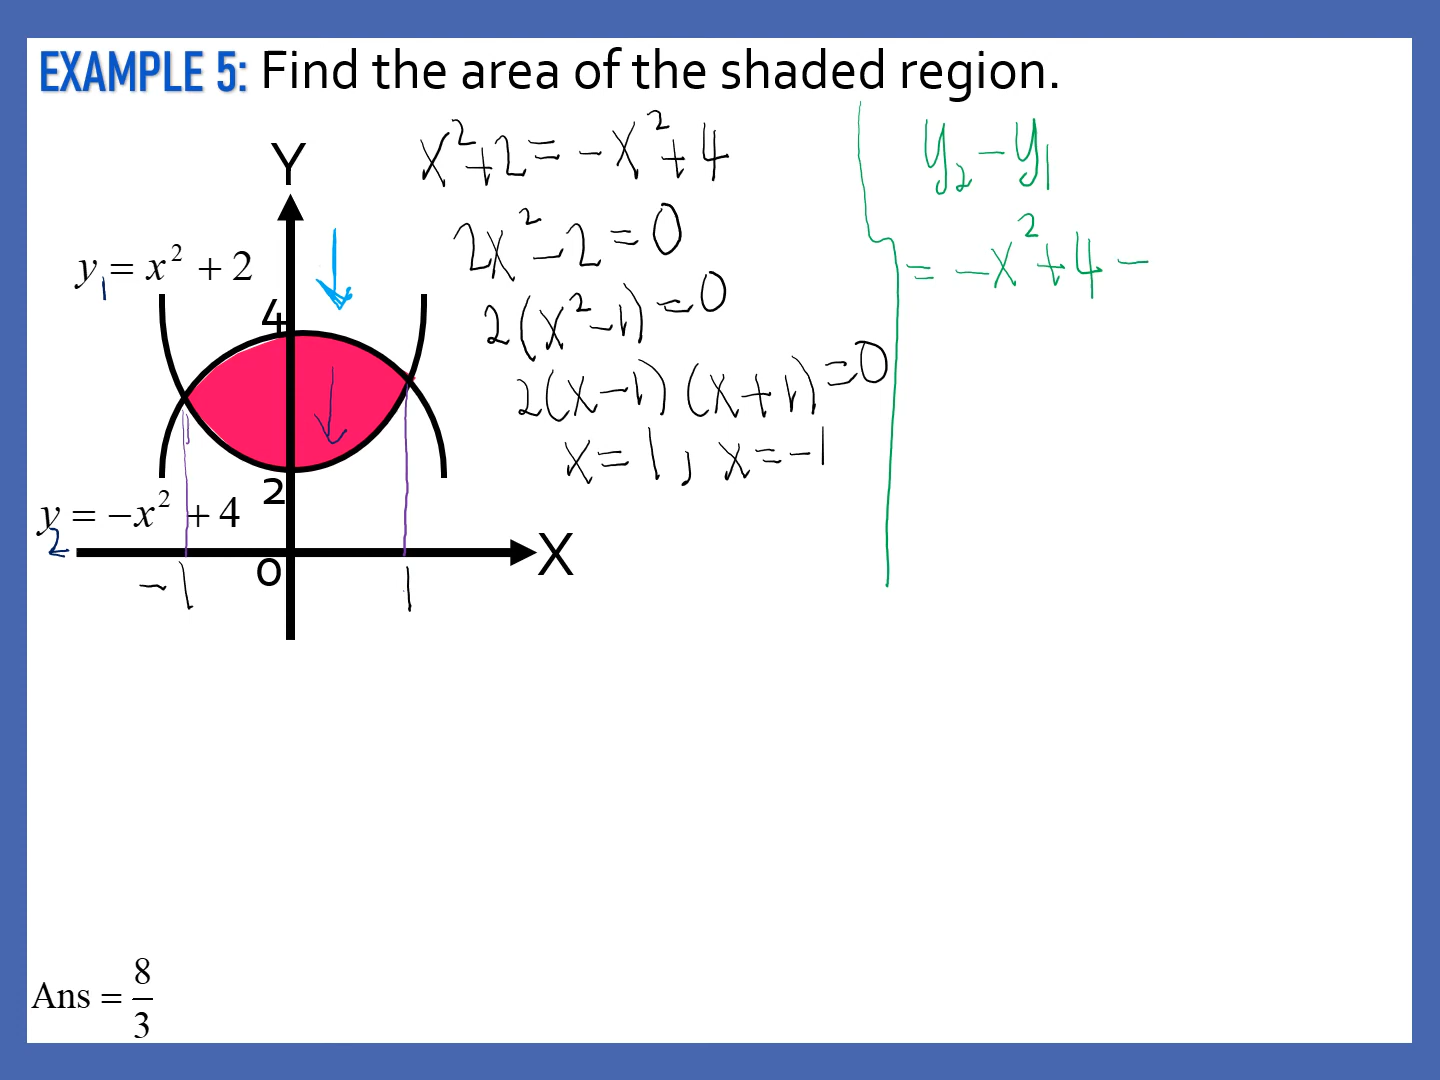 EXAMPLE 5: Find the area of the shaded region.
x²+2=-x²+4
2x²-2=0
2(x²-1)=0
2(x-1)(x+1)=0
x=1, x=-1
y₂-y₁
=-x²+4-
Y
y₁ = x² + 2
4
2
y₂ = −x² + 4
0
X
-1
1
Ans = 8/3